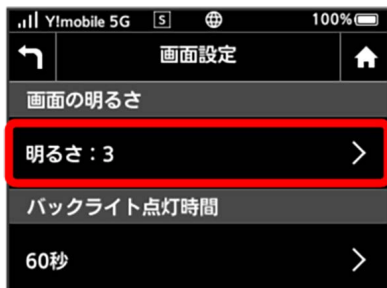 Y!mobile 5G S 100%
画面設定
画面の明るさ
明るさ：3
バックライト点灯時間
60秒